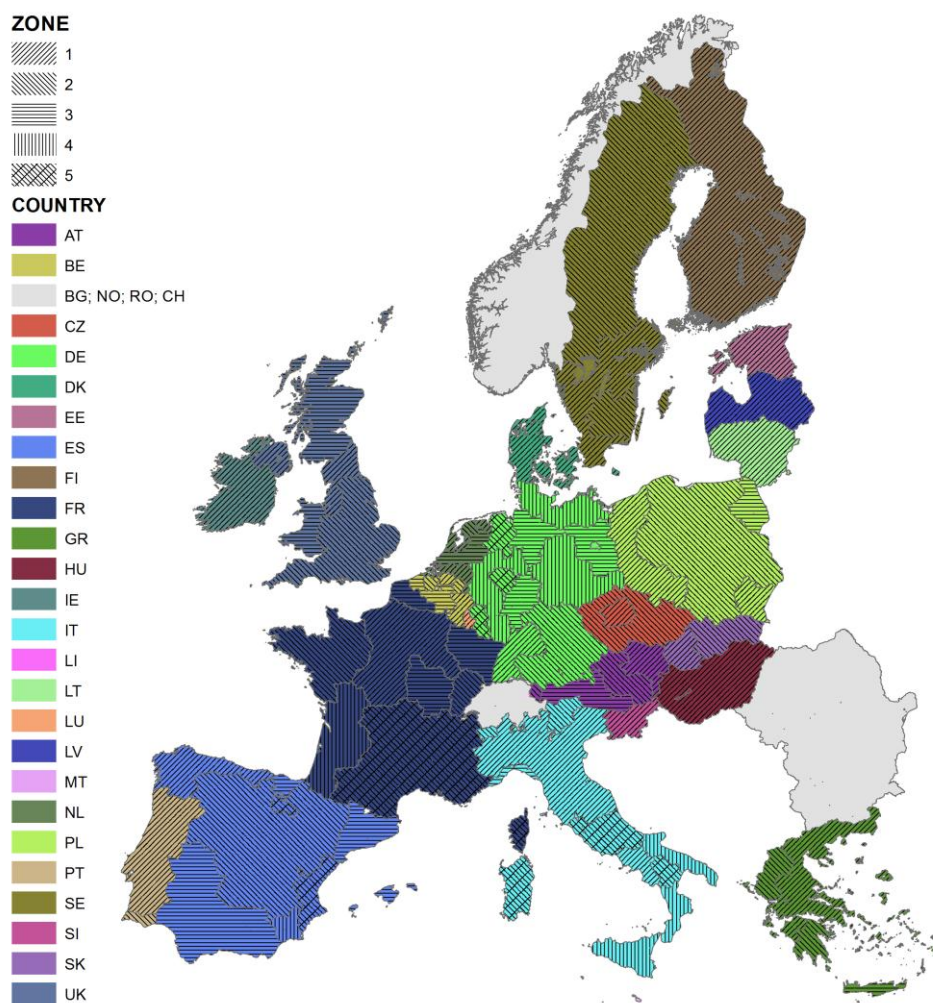 ZONE
1
2
3
4
5
COUNTRY
AT
BE
BG; NO; RO; CH
CZ
DE
DK
EE
ES
FI
FR
GR
HU
IE
IT
LI
LT
LU
LV
MT
NL
PL
PT
SE
SI
SK
UK